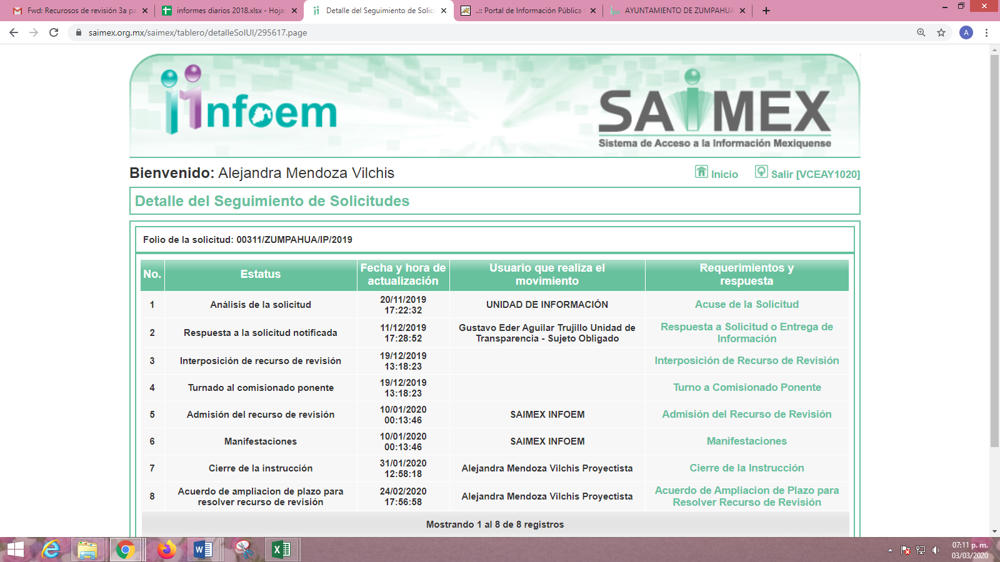 Fwd: Recurosos de revisión 3a pa
informes diarios 2018.xlsx - Hoja
Detalle del Seguimiento de Solici
..:: Portal de Información Pública
AYUNTAMIENTO DE ZUMPAHUA
saimex.org.mx/saimex/tablero/detalleSolUI/295617.page
A
infoem
SAIMEX
Sistema de Acceso a la Información Mexiquense
Bienvenido: Alejandra Mendoza Vilchis
Inicio
Salir [VCEAY1020]
Detalle del Seguimiento de Solicitudes
Folio de la solicitud: 00311/ZUMPAHUA/IP/2019
No.
Estatus
Fecha y hora de
actualización
Usuario que realiza el
movimiento
Requerimientos y
respuesta
1
Análisis de la solicitud
20/11/2019
17:22:32
UNIDAD DE INFORMACIÓN
Acuse de la Solicitud
2
Respuesta a la solicitud notificada
11/12/2019
17:28:52
Gustavo Eder Aguilar Trujillo Unidad de
Transparencia - Sujeto Obligado
Respuesta a Solicitud o Entrega de
Información
3
Interposición de recurso de revisión
19/12/2019
13:18:23
Interposición de Recurso de Revisión
4
Turnado al comisionado ponente
19/12/2019
13:18:23
Turno a Comisionado Ponente
5
Admisión del recurso de revisión
10/01/2020
00:13:46
SAIMEX INFOEM
Admisión del Recurso de Revisión
6
Manifestaciones
10/01/2020
00:13:46
SAIMEX INFOEM
Manifestaciones
7
Cierre de la instrucción
31/01/2020
12:58:18
Alejandra Mendoza Vilchis Proyectista
Cierre de la Instrucción
8
Acuerdo de ampliacion de plazo para
resolver recurso de revisión
24/02/2020
17:56:58
Alejandra Mendoza Vilchis Proyectista
Acuerdo de Ampliacion de Plazo para
Resolver Recurso de Revisión
Mostrando 1 al 8 de 8 registros
07:11 p. m.
03/03/2020